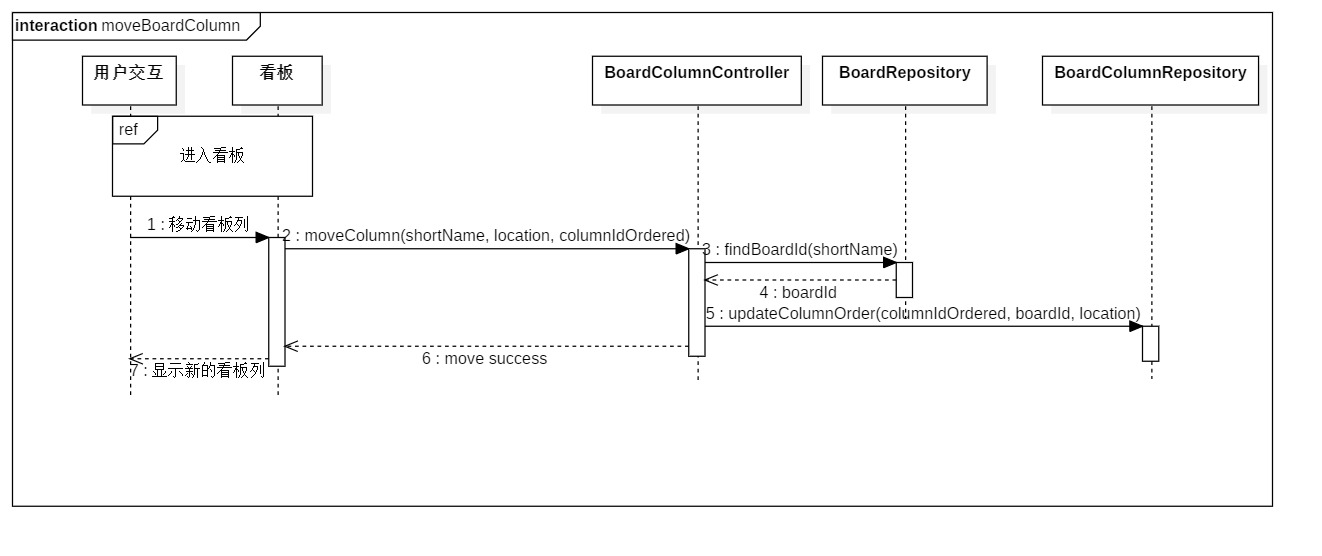 interaction moveBoardColumn
用户交互
看板
BoardColumnController
BoardRepository
BoardColumnRepository
ref
进入看板
1 : 移动看板列
2 : moveColumn(shortName, location, columnIdOrdered)
3 : findBoardId(shortName)
4 : boardId
5 : updateColumnOrder(columnIdOrdered, boardId, location)
6 : move success
7 : 显示新的看板列